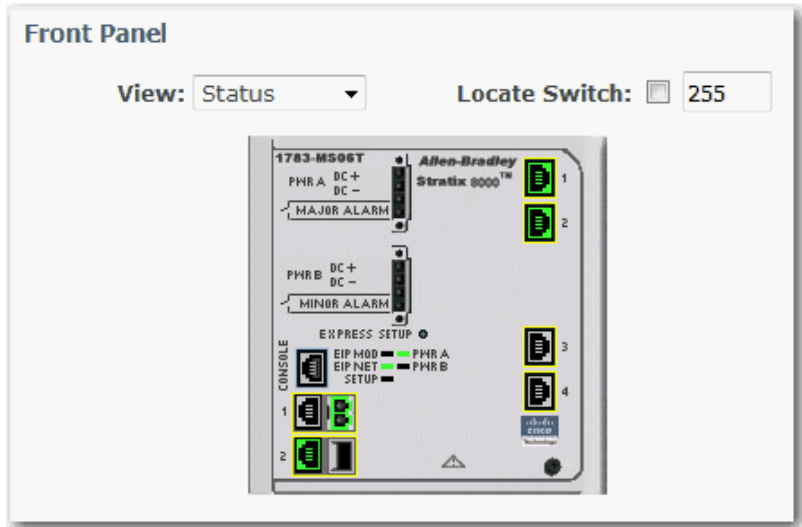 Front Panel
View: Status Locate Switch: 255
1783-MS06T Allen-Bradley
PWR A DC+ Stratix 8000™ 1
DC-
MAJOR ALARM 2
PWR B DC+
DC-
MINOR ALARM
EXPRESS SETUP
CONSOLE
EIP MOD PWR A 3
EIP NET PWR B
SETUP
1 4
cisco
Technology
2